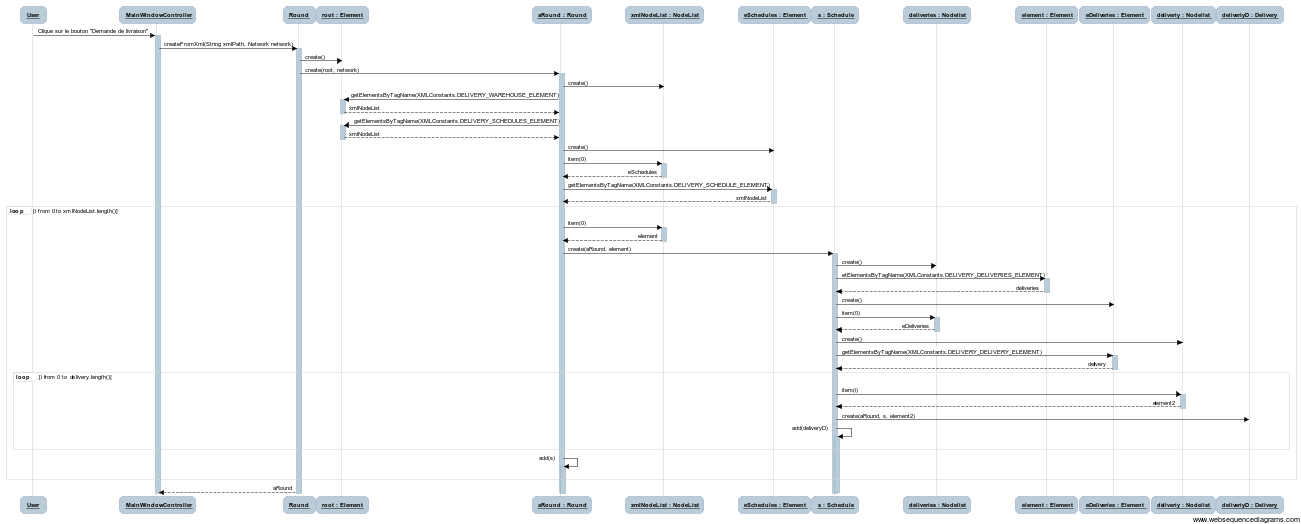 User MainWindowController Round root : Element aRound : Round xmlNodeList : NodeList eSchedules : Element s : Schedule deliveries : Nodelist element : Element eDeliveries : Element delivery : Nodelist deliveriyD : Delivery
Clique sur le bouton "Demande de livraison"
createFromXml(String xmlPath, Network network)
create()
create(root, network)
create()
getElementsByTagName(XMLConstants.DELIVERY_WAREHOUSE_ELEMENT)
xmlNodeList
getElementsByTagName(XMLConstants.DELIVERY_SCHEDULES_ELEMENT)
xmlNodeList
create()
item(0)
eSchedules
getElementsByTagName(XMLConstants.DELIVERY_SCHEDULE_ELEMENT)
xmlNodeList
loop [i from 0 to xmlNodeList.length()]
item(0)
element
create(aRound, element)
create()
etElementsByTagName(XMLConstants.DELIVERY_DELIVERIES_ELEMENT)
deliveries
create()
item(0)
eDeliveries
create()
getElementsByTagName(XMLConstants.DELIVERY_DELIVERY_ELEMENT)
delivery
loop [i from 0 to delivery.length()]
item(i)
element2
create(aRound, s, element2)
add(deliveryD)
add(s)
aRound
User MainWindowController Round root : Element aRound : Round xmlNodeList : NodeList eSchedules : Element s : Schedule deliveries : Nodelist element : Element eDeliveries : Element delivery : Nodelist deliveriyD : Delivery
www.websequencediagrams.com